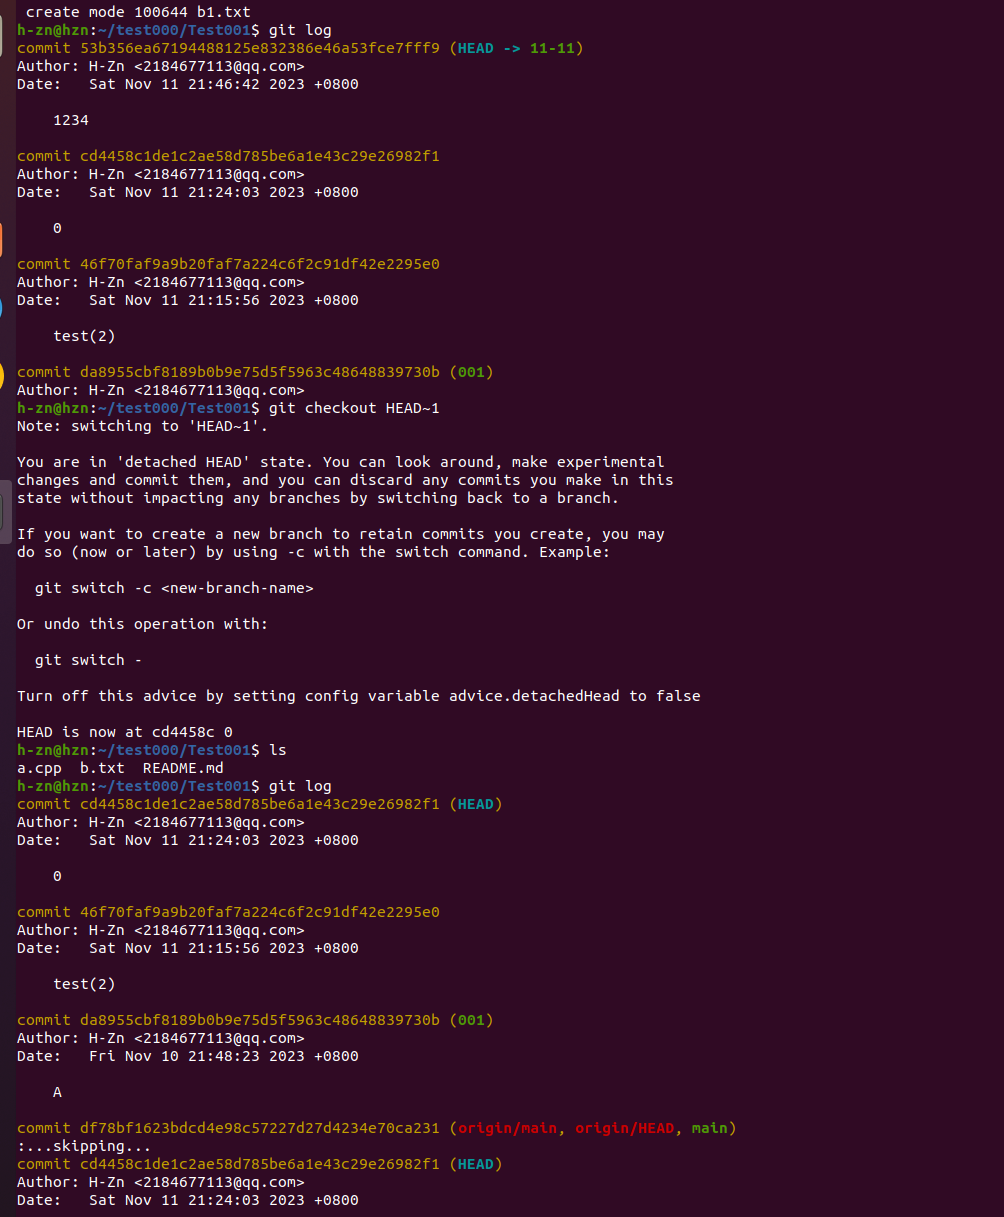 create mode 100644 b1.txt
h-zn@hzn:~/test000/Test001$ git log
commit 53b356ea67194488125e832386e46a53fce7fff9 (HEAD -> 11-11)
Author: H-Zn <2184677113@qq.com>
Date:   Sat Nov 11 21:46:42 2023 +0800
1234
commit cd4458c1de1c2ae58d785be6a1e43c29e26982f1
Author: H-Zn <2184677113@qq.com>
Date:   Sat Nov 11 21:24:03 2023 +0800
0
commit 46f70faf9a9b20faf7a224c6f2c91df42e2295e0
Author: H-Zn <2184677113@qq.com>
Date:   Sat Nov 11 21:15:56 2023 +0800
test(2)
commit da8955cbf8189b0b9e75d5f5963c48648839730b (001)
Author: H-Zn <2184677113@qq.com>
h-zn@hzn:~/test000/Test001$ git checkout HEAD~1
Note: switching to 'HEAD~1'.
You are in 'detached HEAD' state. You can look around, make experimental
changes and commit them, and you can discard any commits you make in this
state without impacting any branches by switching back to a branch.
If you want to create a new branch to retain commits you create, you may
do so (now or later) by using -c with the switch command. Example:
git switch -c <new-branch-name>
Or undo this operation with:
git switch -
Turn off this advice by setting config variable advice.detachedHead to false
HEAD is now at cd4458c 0
h-zn@hzn:~/test000/Test001$ ls
a.cpp  b.txt  README.md
h-zn@hzn:~/test000/Test001$ git log
commit cd4458c1de1c2ae58d785be6a1e43c29e26982f1 (HEAD)
Author: H-Zn <2184677113@qq.com>
Date:   Sat Nov 11 21:24:03 2023 +0800
0
commit 46f70faf9a9b20faf7a224c6f2c91df42e2295e0
Author: H-Zn <2184677113@qq.com>
Date:   Sat Nov 11 21:15:56 2023 +0800
test(2)
commit da8955cbf8189b0b9e75d5f5963c48648839730b (001)
Author: H-Zn <2184677113@qq.com>
Date:   Fri Nov 10 21:48:23 2023 +0800
A
commit df78bf1623bdcd4e98c57227d27d4234e70ca231 (origin/main, origin/HEAD, main)
:...skipping...
commit cd4458c1de1c2ae58d785be6a1e43c29e26982f1 (HEAD)
Author: H-Zn <2184677113@qq.com>
Date:   Sat Nov 11 21:24:03 2023 +0800